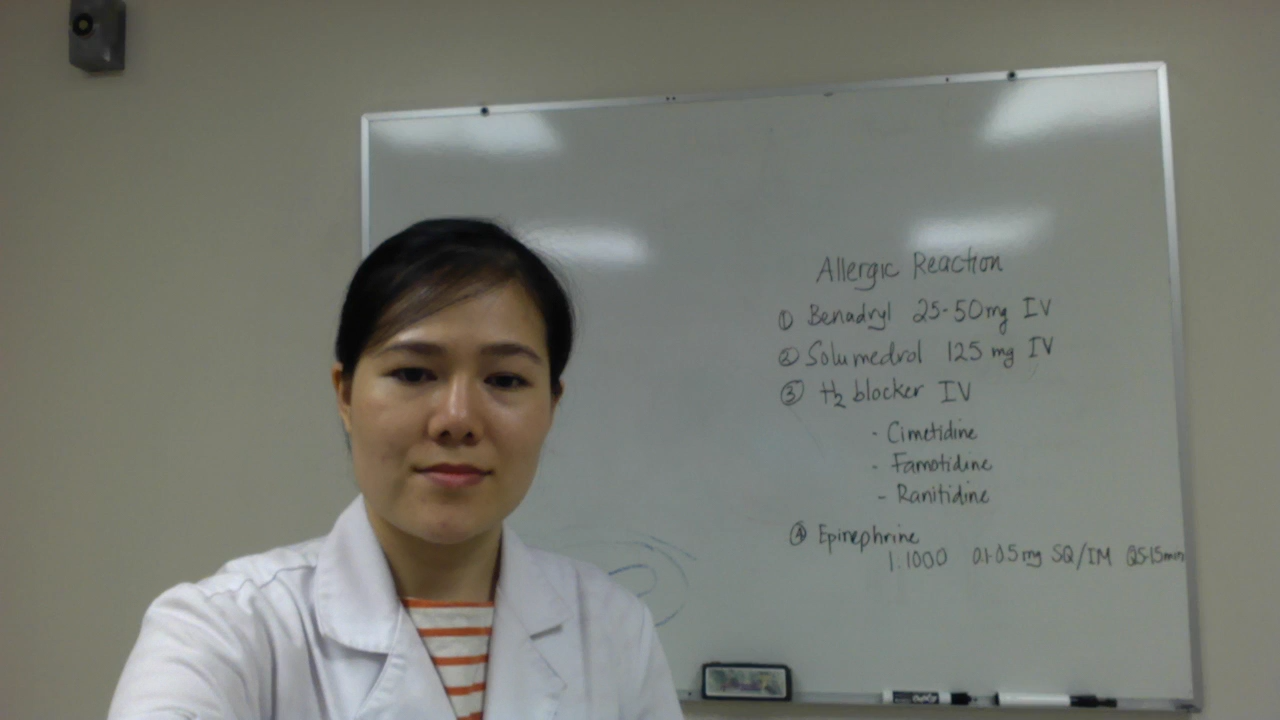 Allergic Reaction
① Benadryl 25-50mg IV
② Solumedrol 125 mg IV
③ H₂ blocker IV
- Cimetidine
- Famotidine
- Ranitidine
④ Epinephrine
1:1000 0.1-0.5mg SQ/IM Q5-15min